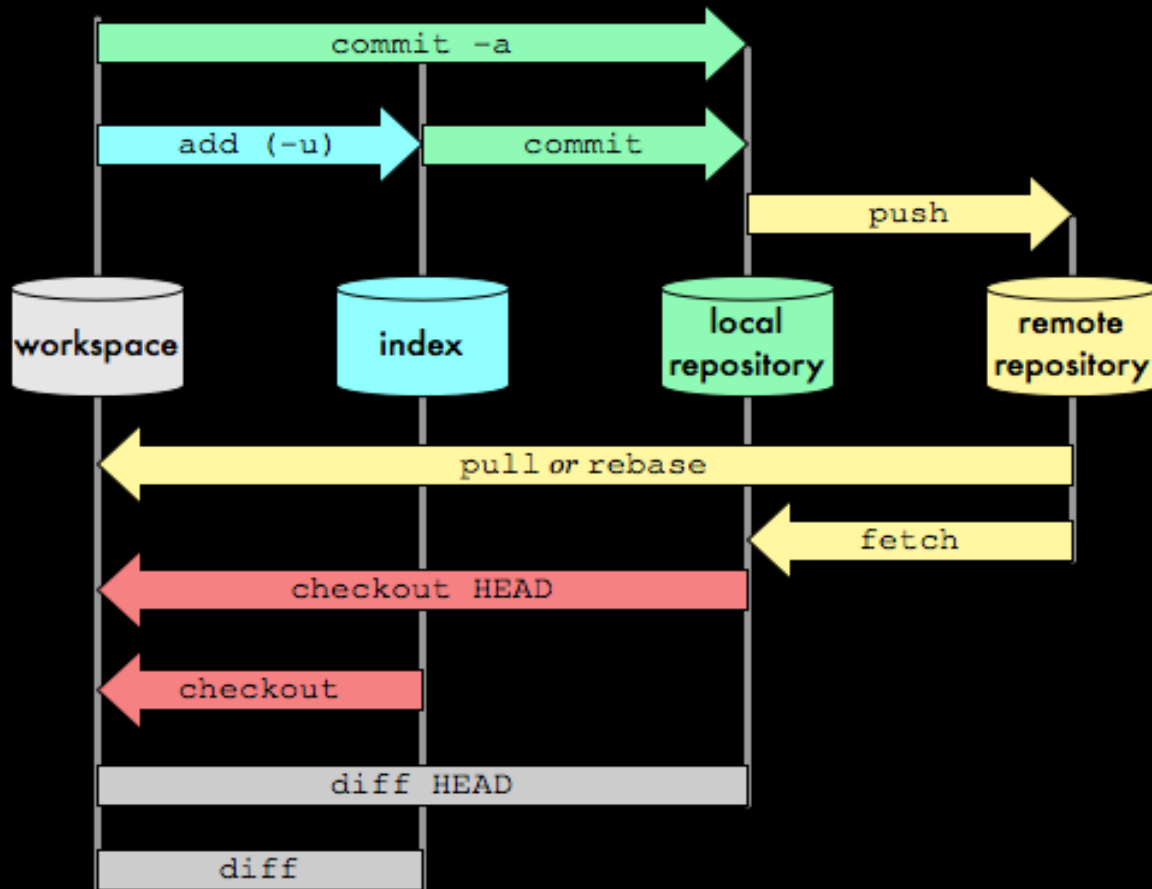 commit -a
add (-u)
commit
push
workspace
index
local
repository
remote
repository
pull or rebase
fetch
checkout HEAD
checkout
diff HEAD
diff